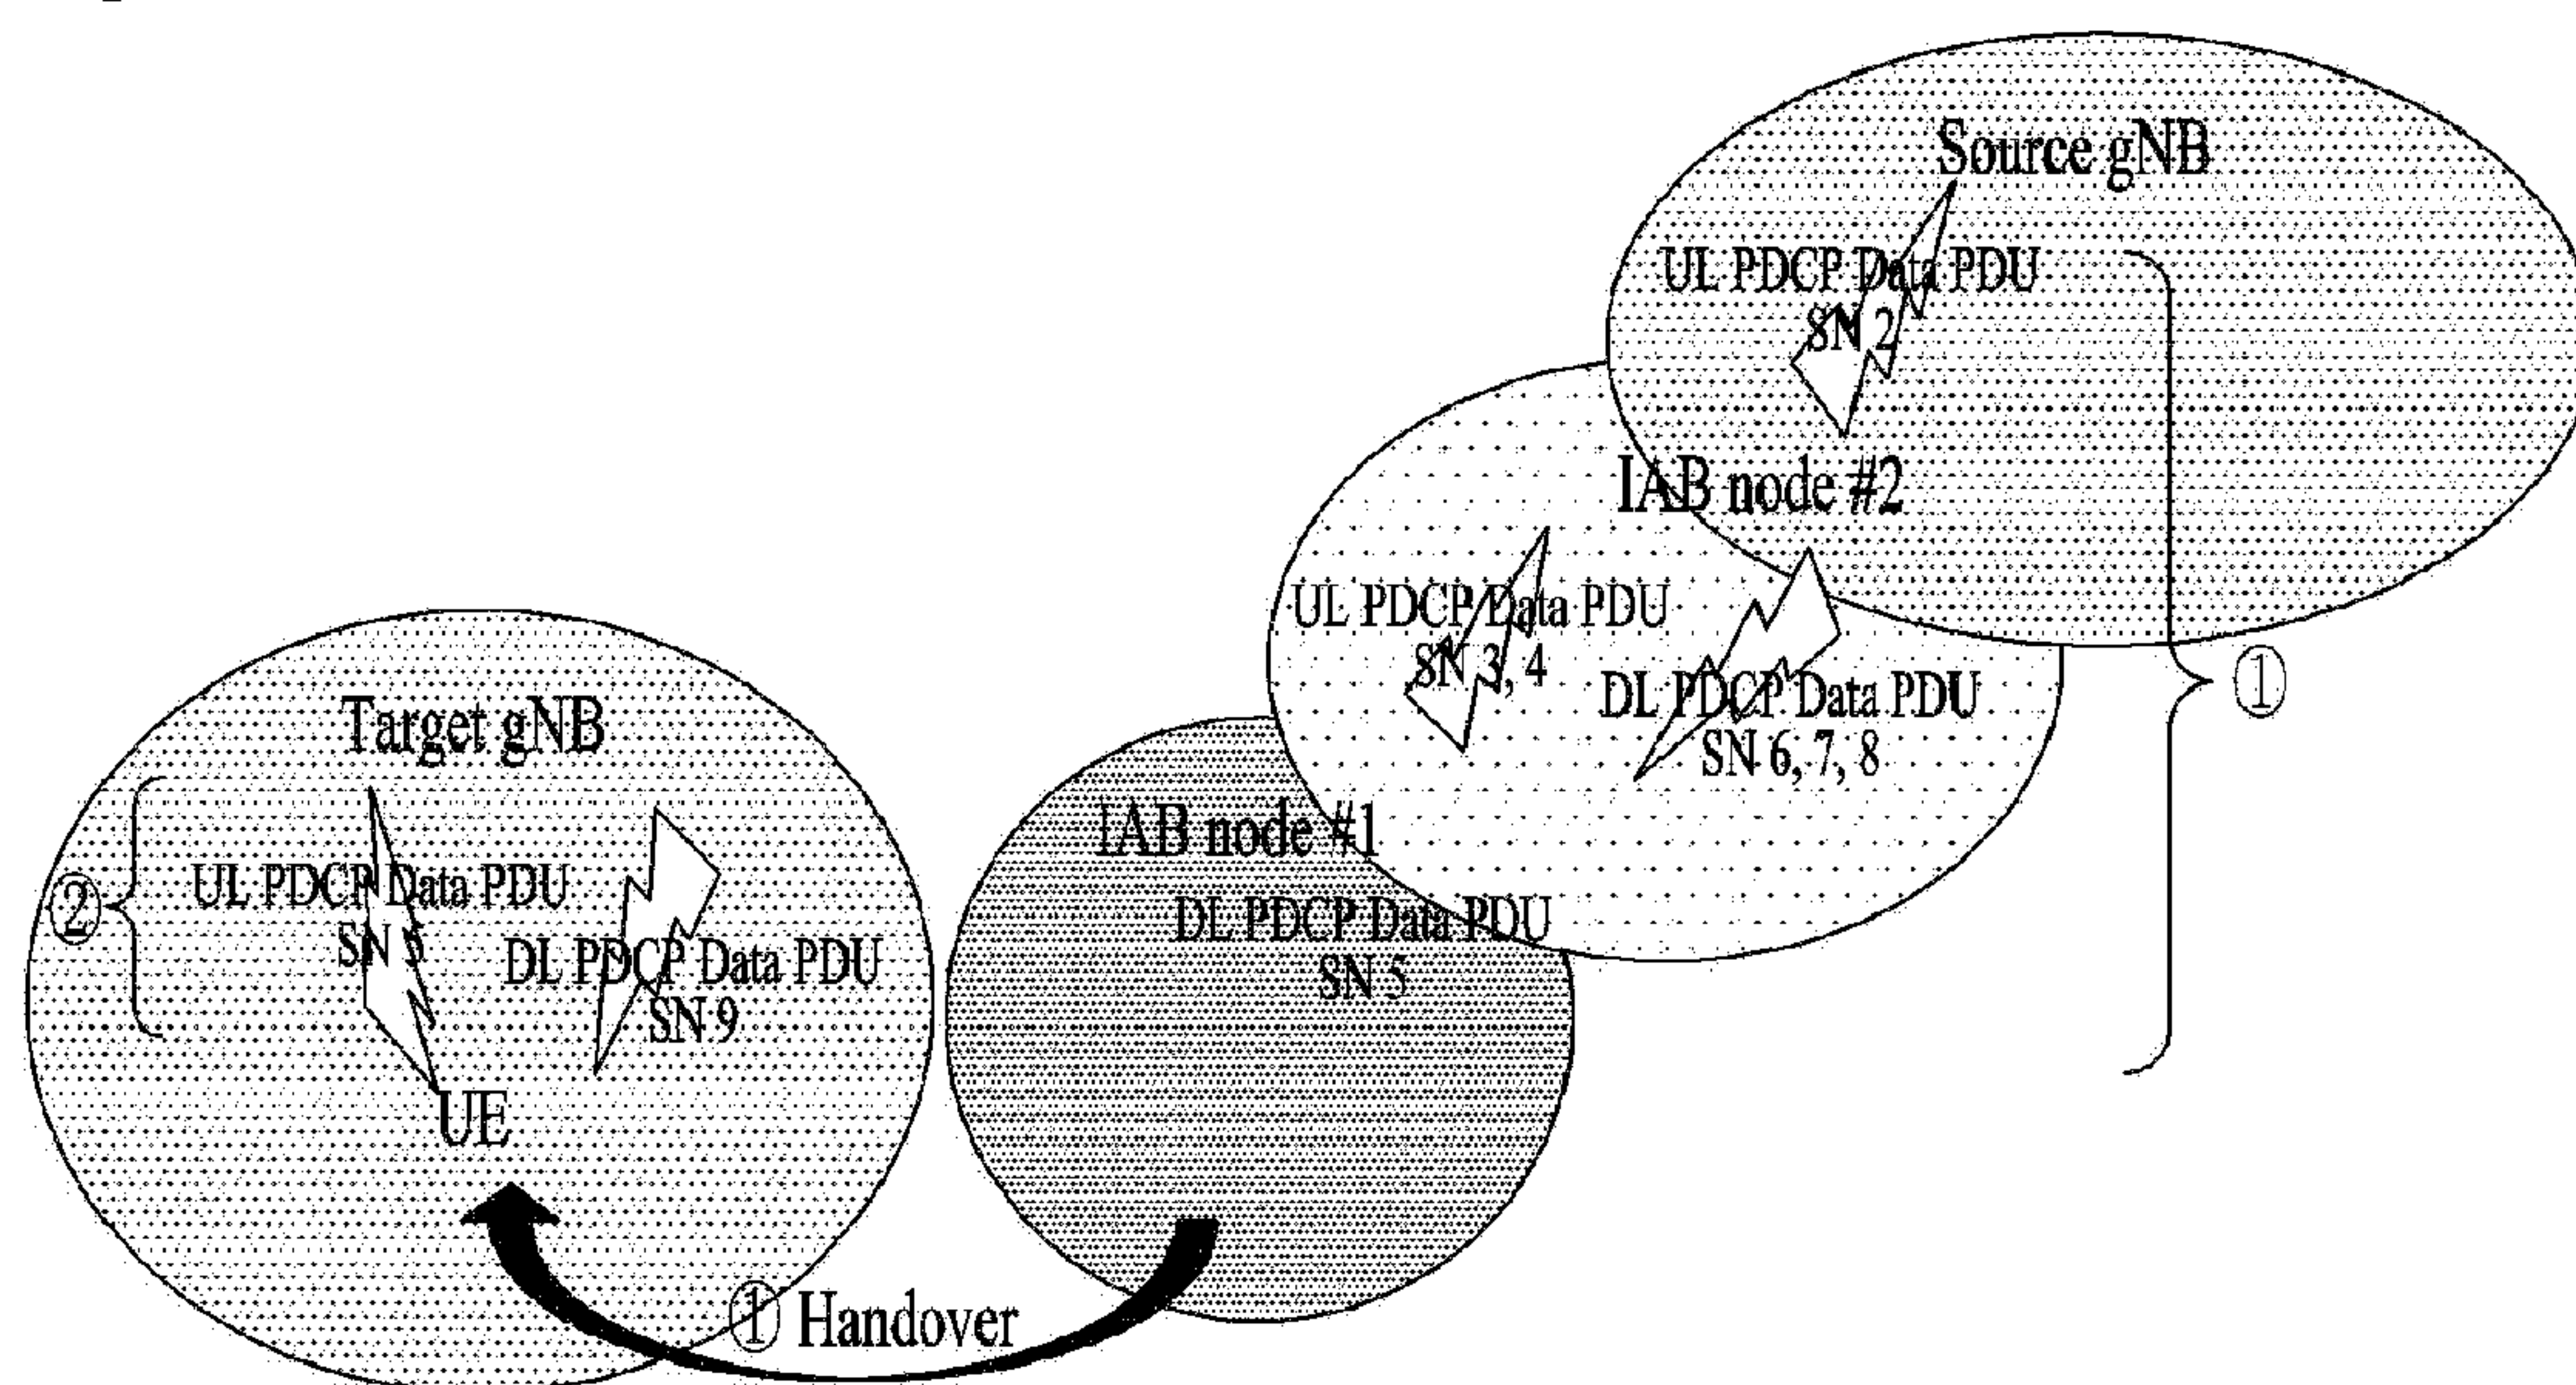 Source gNB
UL PDCP Data PDU
SN 2
IAB node #2
UL PDCP Data PDU
SN 3, 4
DL PDCP Data PDU
SN 6, 7, 8
①
Target gNB
IAB node #1
②
UL PDCP Data PDU
SN 5
DL PDCP Data PDU
SN 9
DL PDCP Data PDU
SN 5
UE
① Handover